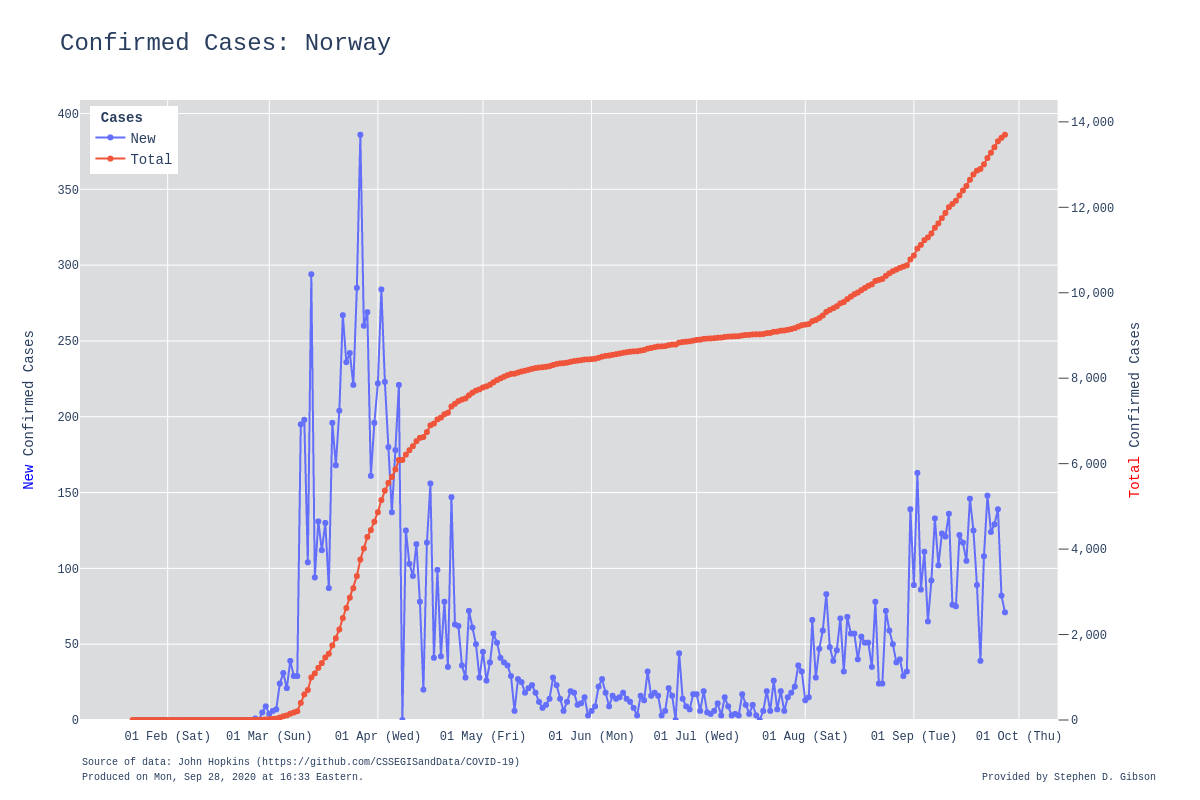 Confirmed Cases: Norway
Cases
New
Total
400
350
300
250
200
150
100
50
0
New Confirmed Cases
14,000
12,000
10,000
8,000
6,000
4,000
2,000
0
Total Confirmed Cases
01 Feb (Sat) 01 Mar (Sun) 01 Apr (Wed) 01 May (Fri) 01 Jun (Mon) 01 Jul (Wed) 01 Aug (Sat) 01 Sep (Tue) 01 Oct (Thu)
Source of data: John Hopkins (https://github.com/CSSEGISandData/COVID-19)
Produced on Mon, Sep 28, 2020 at 16:33 Eastern.
Provided by Stephen D. Gibson